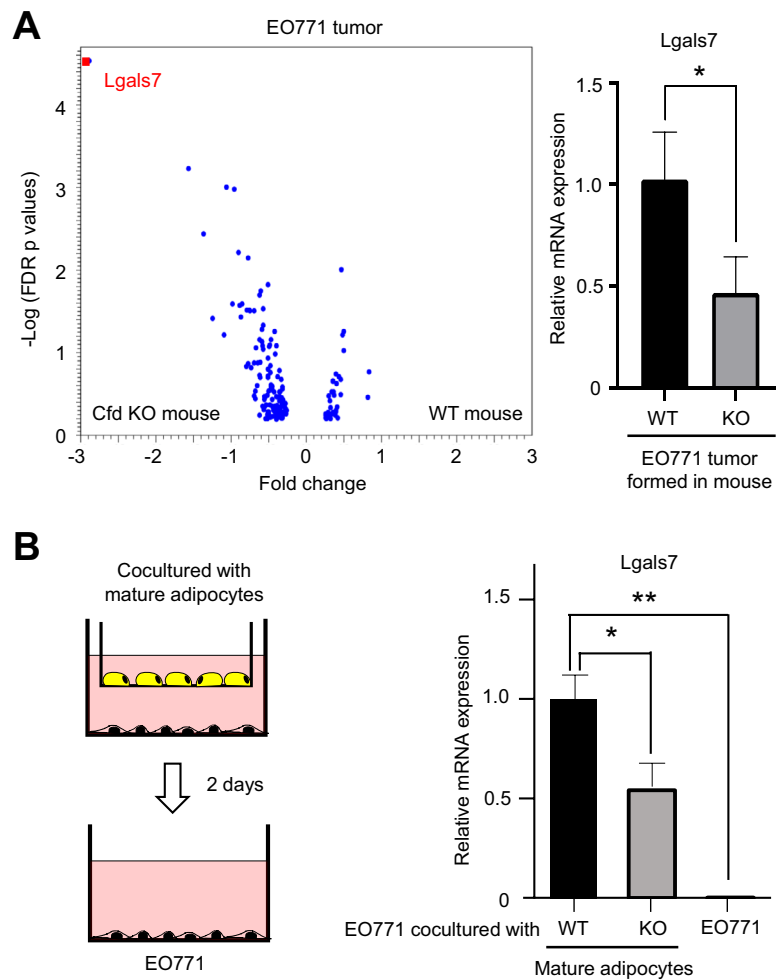 A
EO771 tumor
Lgals7
-Log (FDR p values)
4
3
2
1
0
Cfd KO mouse
WT mouse
-3
-2
-1
0
1
2
3
Fold change
Lgals7
*
Relative mRNA expression
1.5
1.0
0.5
0
WT
KO
EO771 tumor
formed in mouse
B
Cocultured with
mature adipocytes
2 days
EO771
Lgals7
**
*
Relative mRNA expression
1.5
1.0
0.5
0
EO771 cocultured with
WT
KO
EO771
Mature adipocytes